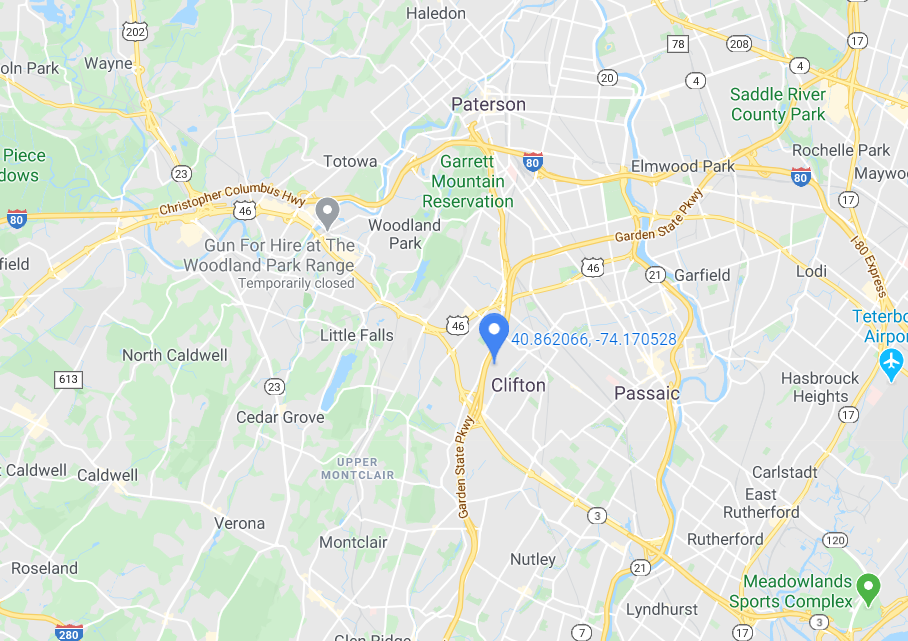 Haledon
202
78
208
17
Wayne
oln Park
4
20
4
Saddle River
County Park
Paterson
Rochelle Park
Piece
dows
Totowa
Garrett
Mountain
Reservation
80
Elmwood Park
80
Maywo
23
Christopher Columbus Hwy
46
80
17
Woodland
Park
Garden State Pkwy
I-80 Express
Gun For Hire at The
Woodland Park Range
Temporarily closed
field
46
21
Garfield
Lodi
Teterbo
Airpor
Little Falls
46
40.862066, -74.170528
North Caldwell
613
23
Clifton
Passaic
Hasbrouck
Heights
17
Cedar Grove
Garden State Pkwy
UPPER
MONTCLAIR
t Caldwell
Caldwell
Carlstadt
East
Rutherford
Verona
3
Montclair
Rutherford
120
Nutley
21
Roseland
Meadowlands
Sports Complex
Lyndhurst
3
280
Glen Ridge
7
17